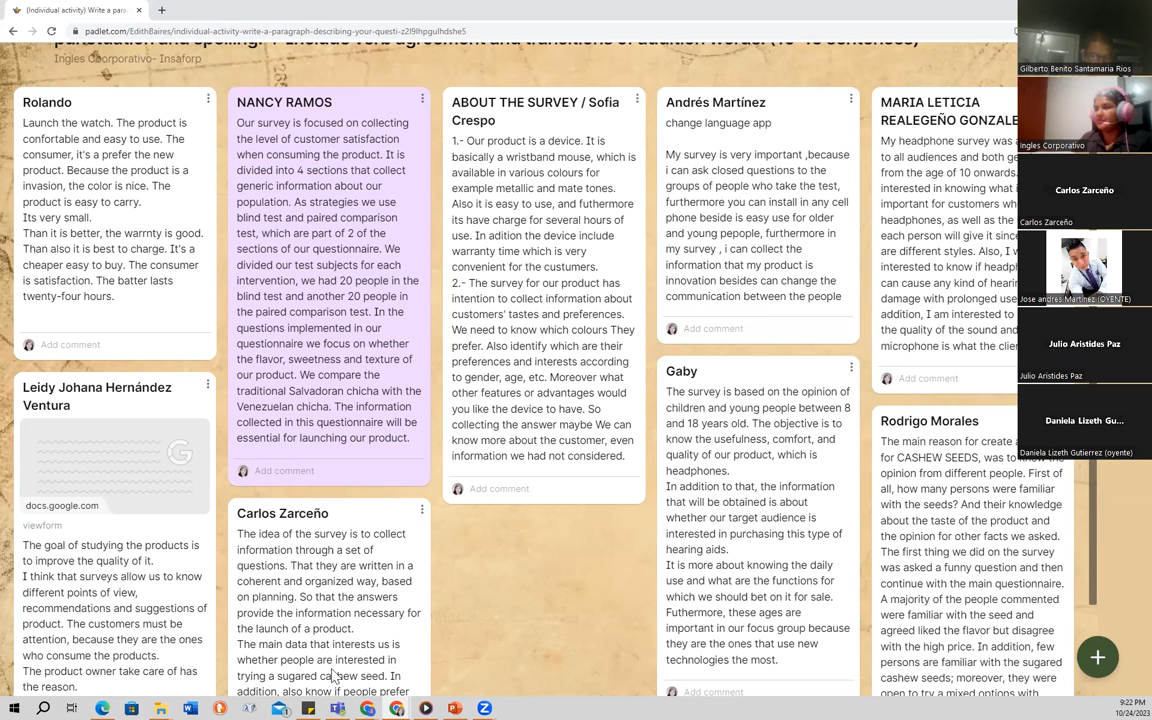 (Individual activity) Write a para
padlet.com/EdithBaires/individual-activity-write-a-paragraph-describing-your-questi-z2l9lhpgulhdshe5
Ingles Coorporativo- Insaforp
Rolando
Launch the watch. The product is
confortable and easy to use. The
consumer, it's a prefer the new
product. Because the product is a
invasion, the color is nice. The
product is easy to carry.
Its very small.
Than it is better, the warrnty is good.
Than also it is best to charge. It's a
cheaper easy to buy. The consumer
is satisfaction. The batter lasts
twenty-four hours.
Add comment
Leidy Johana Hernández
Ventura
docs.google.com
viewform
The goal of studying the products is
to improve the quality of it.
I think that surveys allow us to know
different points of view,
recommendations and suggestions of
product. The customers must be
attention, because they are the ones
who consume the products.
The product owner take care of has
the reason.
NANCY RAMOS
Our survey is focused on collecting
the level of customer satisfaction
when consuming the product. It is
divided into 4 sections that collect
generic information about our
population. As strategies we use
blind test and paired comparison
test, which are part of 2 of the
sections of our questionnaire. We
divided our test subjects for each
intervention, we had 20 people in the
blind test and another 20 people in
the paired comparison test. In the
questions implemented in our
questionnaire we focus on whether
the flavor, sweetness and texture of
our product. We compare the
traditional Salvadoran chicha with the
Venezuelan chicha. The information
collected in this questionnaire will be
essential for launching our product.
Add comment
Carlos Zarceño
The idea of the survey is to collect
information through a set of
questions. That they are written in a
coherent and organized way, based
on planning. So that the answers
provide the information necessary for
the launch of a product.
The main data that interests us is
whether people are interested in
trying a sugared cashew seed. In
addition, also know if people prefer
ABOUT THE SURVEY / Sofia
Crespo
1.- Our product is a device. It is
basically a wristband mouse, which is
available in various colours for
example metallic and mate tones.
Also it is easy to use, and futhermore
its have charge for several hours of
use. In adition the device include
warranty time which is very
convenient for the custumers.
2.- The survey for our product has
intention to collect information about
customers' tastes and preferences.
We need to know which colours They
prefer. Also identify which are their
preferences and interests according
to gender, age, etc. Moreover what
other features or advantages would
you like the device to have. So
collecting the answer maybe We can
know more about the customer, even
information we had not considered.
Add comment
Andrés Martínez
change language app
My survey is very important ,because
i can ask closed questions to the
groups of people who take the test,
furthermore you can install in any cell
phone beside is easy use for older
and young pepople, furthermore in
my survey , i can collect the
information that my product is
innovation besides can change the
communication between the people
Add comment
Gaby
The survey is based on the opinion of
children and young people between 8
and 18 years old. The objective is to
know the usefulness, comfort, and
quality of our product, which is
headphones.
In addition to that, the information
that will be obtained is about
whether our target audience is
interested in purchasing this type of
hearing aids.
It is more about knowing the daily
use and what are the functions for
which we should bet on it for sale.
Futhermore, these ages are
important in our focus group because
they are the ones that use new
technologies the most.
Add comment
MARIA LETICIA
REALEGEÑO GONZALE
My headphone survey was a
to all audiences and both ge
from the age of 10 onwards.
interested in knowing what i
important for customers wh
headphones, as well as the
each person will give it since
are different styles. Also, I w
interested to know if headph
can cause any kind of hearin
damage with prolonged use
addition, I am interested to
the quality of the sound and
microphone is what the clien
Add comment
Rodrigo Morales
The main reason for create a
for CASHEW SEEDS, was to know the
opinion from different people. First of
all, how many persons were familiar
with the seeds? And their knowledge
about the taste of the product and
the opinion for other facts we asked.
The first thing we did on the survey
was asked a funny question and then
continue with the main questionnaire.
A majority of the people commented
were familiar with the seed and
agreed liked the flavor but disagree
with the high price. In addition, few
persons are familiar with the sugared
cashew seeds; moreover, they were
open to try a mixed options with
Gilberto Benito Santamaria Rios
Ingles Corporativo
Carlos Zarceño
Carlos Zarceño
Jose andres Martinez (OYENTE)
Julio Aristides Paz
Julio Aristides Paz
Daniela Lizeth Gu...
Daniela Lizeth Gutierrez (oyente)
9:22 PM
10/24/2023